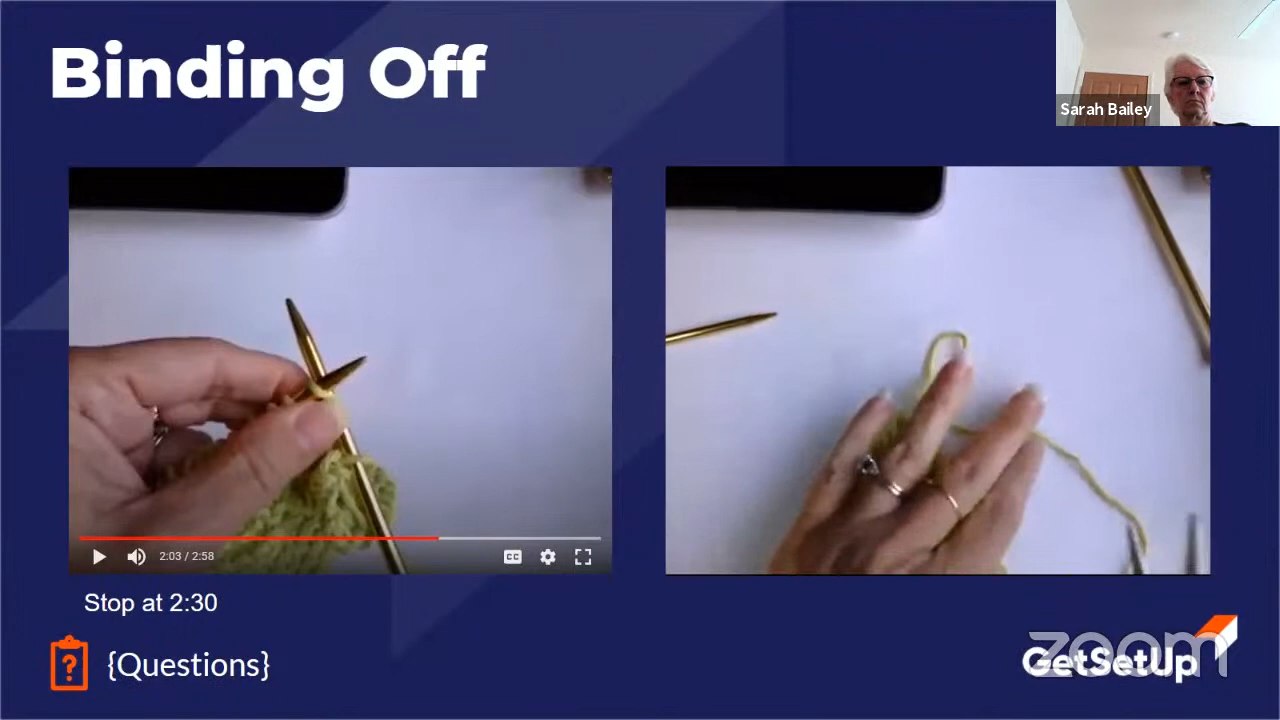 Binding Off
Sarah Bailey
2:03 / 2:58
CC
Stop at 2:30
?
{Questions}
GetSetUp
zoom